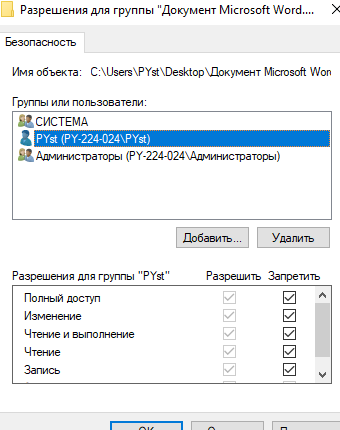 Разрешения для группы "Документ Microsoft Word....
Безопасность
Имя объекта: C:\Users\PYst\Desktop\Документ Microsoft Word
Группы или пользователи:
СИСТЕМА
PYst (PY-224-024\PYst)
Администраторы (PY-224-024\Администраторы)
Добавить... Удалить
Разрешения для группы "PYst" Разрешить Запретить
Полный доступ
Изменение
Чтение и выполнение
Чтение
Запись